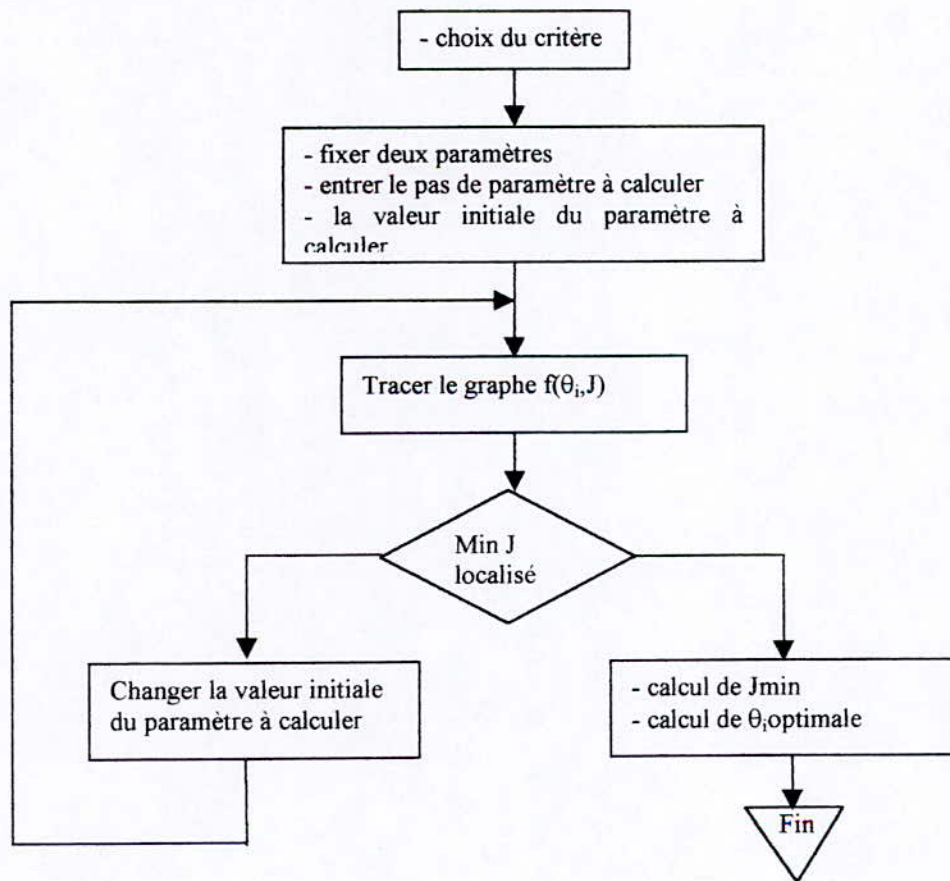 - choix du critère
- fixer deux paramètres
- entrer le pas de paramètre à calculer
- la valeur initiale du paramètre à
calculer
Tracer le graphe f(θi,J)
Min J
localisé
Changer la valeur initiale
du paramètre à calculer
- calcul de Jmin
- calcul de θioptimale
Fin